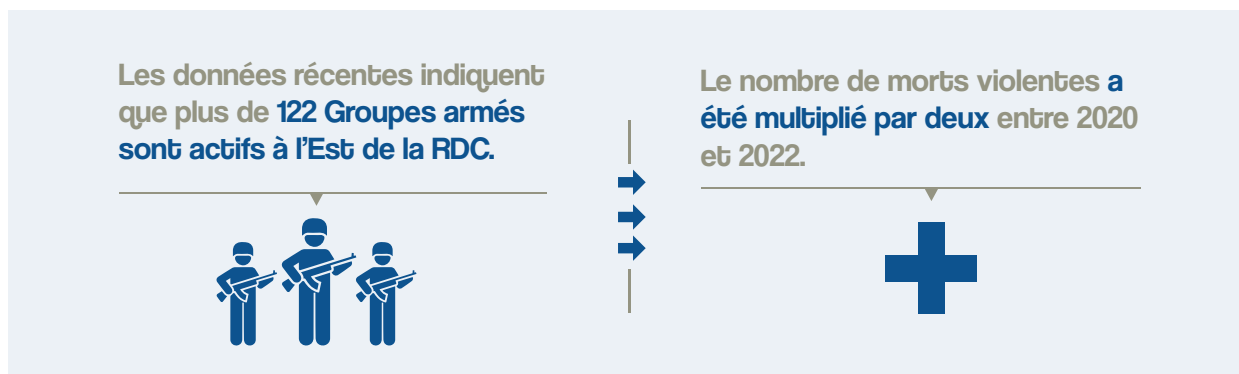 Les données récentes indiquent
que plus de 122 Groupes armés
sont actifs à l'Est de la RDC.
Le nombre de morts violentes a
été multiplié par deux entre 2020
et 2022.